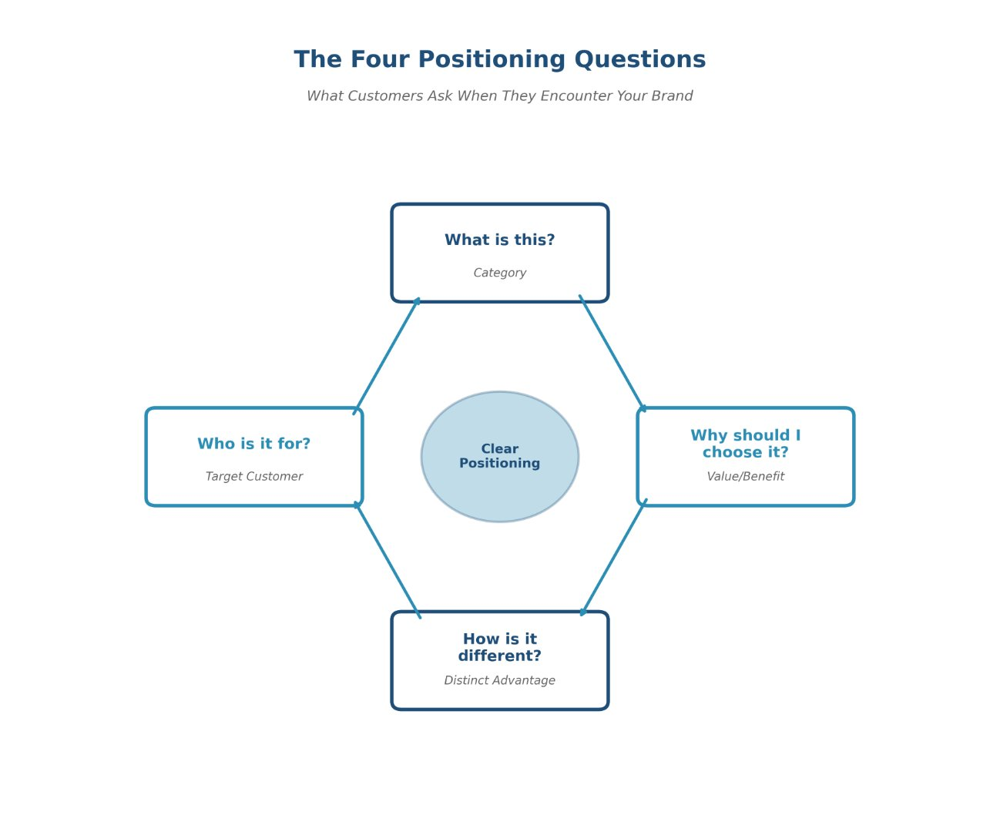 The Four Positioning Questions
What Customers Ask When They Encounter Your Brand
What is this?
Category
Who is it for?
Target Customer
Clear
Positioning
Why should I
choose it?
Value/Benefit
How is it
different?
Distinct Advantage